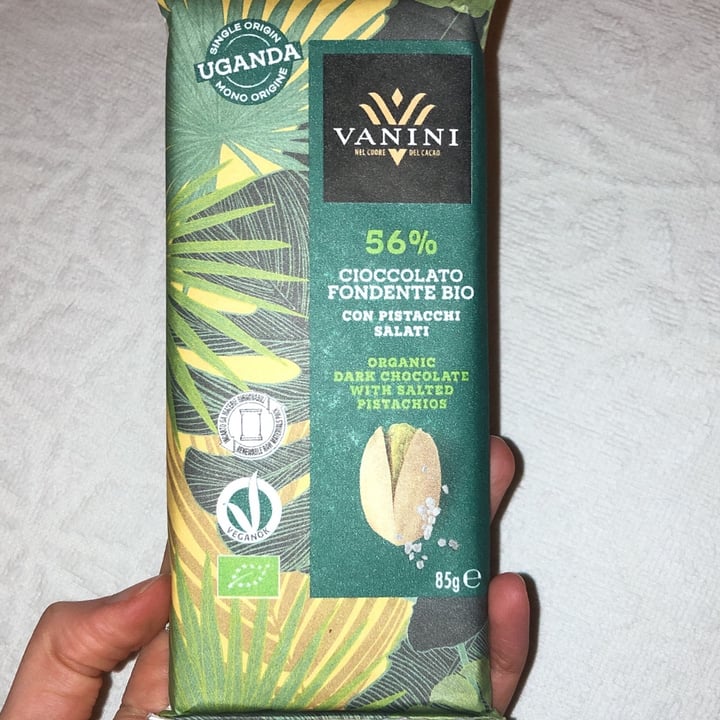 SINGLE ORIGIN
UGANDA
MONO ORIGINE
VANINI
NEL CUORE DEL CACAO
56%
CIOCCOLATO
FONDENTE BIO
CON PISTACCHI
SALATI
ORGANIC
DARK CHOCOLATE
WITH SALTED
PISTACHIOS
VEGANOK
85g e